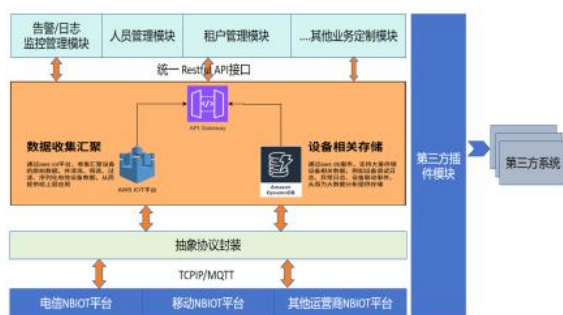 告警/日志
监控管理模块
人员管理模块
租户管理模块
....其他业务定制模块
统一 Restful API接口
API Gateway
数据收集汇聚
设备相关存储
AWS IOT平台
Amazon
DynamoDB
第三方插
件模块
第三方系统
抽象协议封装
TCPIP/MQTT
电信NBIOT平台
移动NBIOT平台
其他运营商NBIOT平台